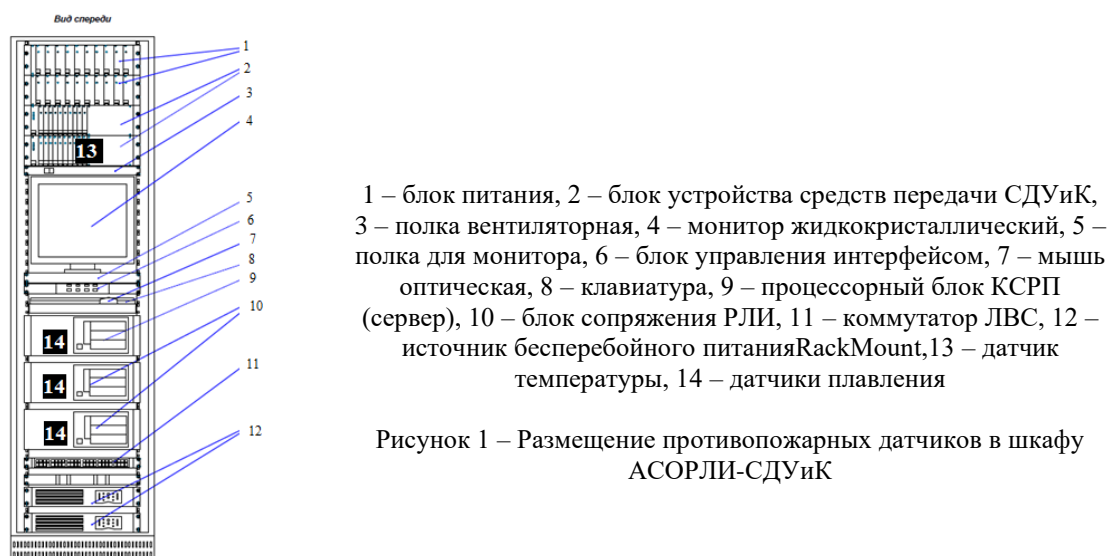 Вид спереди
1
2
3
4
13
5
6
7
8
9
10
14
11
14
12
14
1 – блок питания, 2 – блок устройства средств передачи СДУиК,
3 – полка вентиляторная, 4 – монитор жидкокристаллический, 5 –
полка для монитора, 6 – блок управления интерфейсом, 7 – мышь
оптическая, 8 – клавиатура, 9 – процессорный блок КСРП
(сервер), 10 – блок сопряжения РЛИ, 11 – коммутатор ЛВС, 12 –
источник бесперебойного питанияRackMount,13 – датчик
температуры, 14 – датчики плавления
Рисунок 1 – Размещение противопожарных датчиков в шкафу
АСОРЛИ-СДУиК